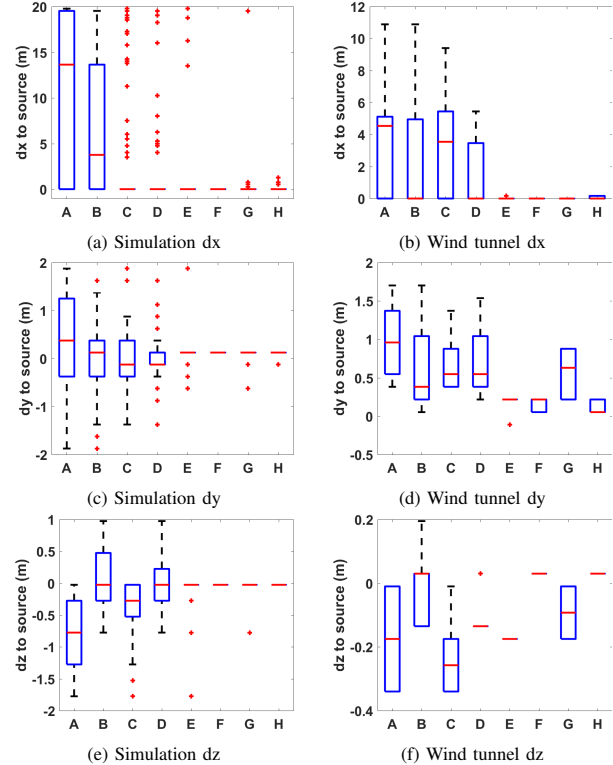 20
15
10
5
0
dx to source (m)
A B C D E F G H
(a) Simulation dx
12
10
8
6
4
2
0
dx to source (m)
A B C D E F G H
(b) Wind tunnel dx
2
1
0
-1
-2
dy to source (m)
A B C D E F G H
(c) Simulation dy
2
1.5
1
0.5
0
-0.5
dy to source (m)
A B C D E F G H
(d) Wind tunnel dy
1
0.5
0
-0.5
-1
-1.5
-2
dz to source (m)
A B C D E F G H
(e) Simulation dz
0.2
0
-0.2
-0.4
dz to source (m)
A B C D E F G H
(f) Wind tunnel dz